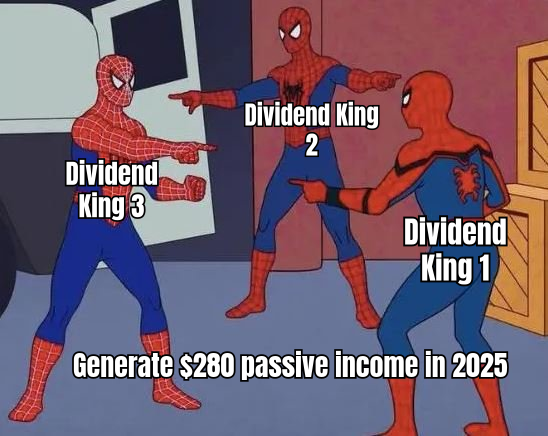 Dividend King
2
Dividend
King 3
Dividend
King 1
Generate $280 passive income in 2025